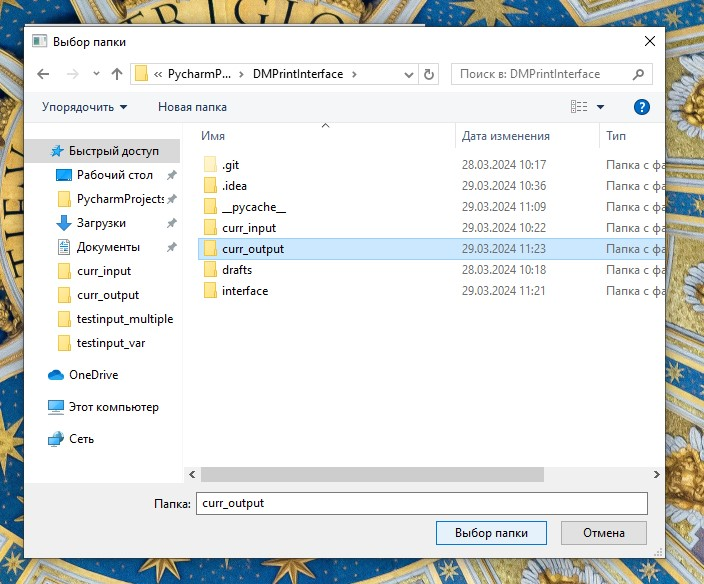 Выбор папки
« PycharmP... > DMPrintInterface >
Поиск в: DMPrintInterface
Упорядочить
Новая папка
?
Быстрый доступ
Рабочий стол
PycharmProjects
Загрузки
Документы
curr_input
curr_output
testinput_multiple
testinput_var
OneDrive
Этот компьютер
Сеть
Имя Дата изменения Тип
.git 28.03.2024 10:17 Папка с фа
.idea 29.03.2024 10:36 Папка с фа
__pycache__ 29.03.2024 11:09 Папка с фа
curr_input 29.03.2024 10:22 Папка с фа
curr_output 29.03.2024 11:23 Папка с фа
drafts 28.03.2024 10:18 Папка с фа
interface 29.03.2024 11:21 Папка с фа
Папка: curr_output
Выбор папки Отмена